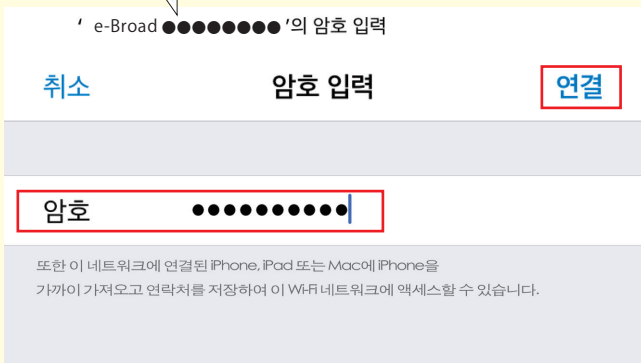 ‘ e-Broad ●●●●●●●● ’의 암호 입력
취소 암호 입력 연결
암호 ●●●●●●●●●●
또한 이 네트워크에 연결된 iPhone, iPad 또는 Mac에 iPhone을
가까이 가져오고 연락처를 저장하여 이 Wi-Fi 네트워크에 액세스할 수 있습니다.